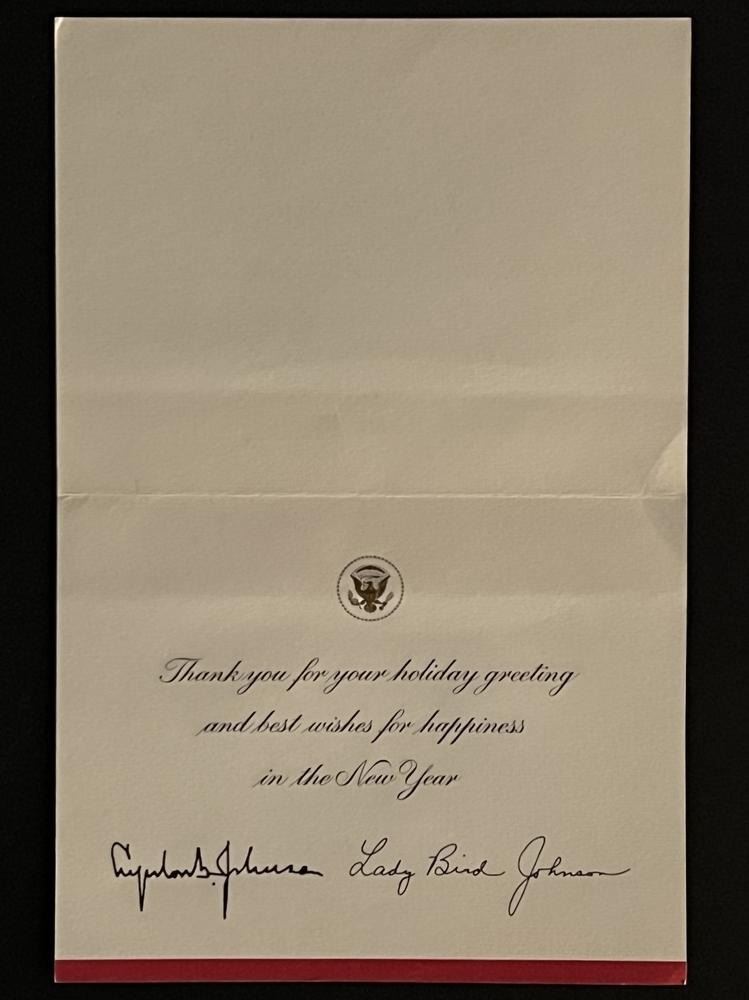 Thank you for your holiday greeting
and best wishes for happiness
in the New Year
Lyndon B. Johnson Lady Bird Johnson